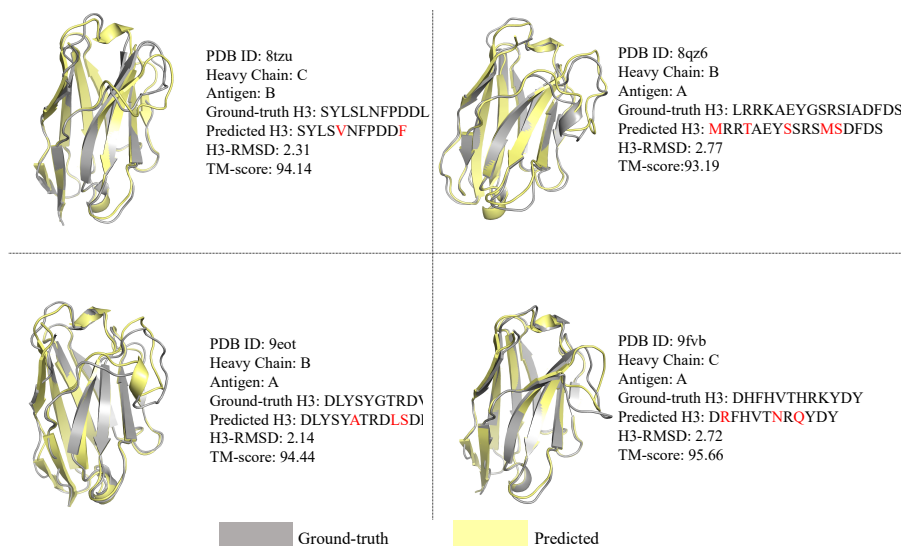 PDB ID: 8tzu
Heavy Chain: C
Antigen: B
Ground-truth H3: SYLSLNFPDDL
Predicted H3: SYLSVNFPDDF
H3-RMSD: 2.31
TM-score: 94.14
PDB ID: 8qz6
Heavy Chain: B
Antigen: A
Ground-truth H3: LRRKAEYGSRSIADFDS
Predicted H3: MRRTAEYSSRSMSDFDS
H3-RMSD: 2.77
TM-score:93.19
PDB ID: 9eot
Heavy Chain: B
Antigen: A
Ground-truth H3: DLYSYGTRDV
Predicted H3: DLYSYATRDLSD
H3-RMSD: 2.14
TM-score: 94.44
PDB ID: 9fvb
Heavy Chain: C
Antigen: A
Ground-truth H3: DHFHVTHRKYDY
Predicted H3: DRFHVTNRQYDY
H3-RMSD: 2.72
TM-score: 95.66
Ground-truth
Predicted